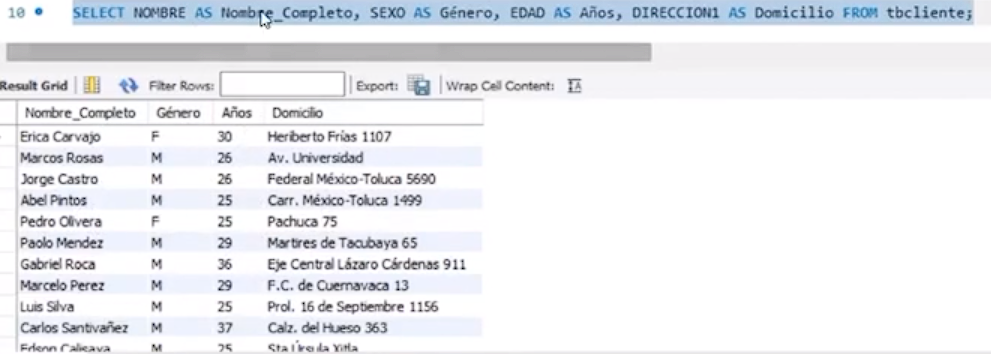 10 SELECT NOMBRE AS Nombre_Completo, SEXO AS Género, EDAD AS Años, DIRECCION1 AS Domicilio FROM tbcliente;
Result Grid Filter Rows: Export: Wrap Cell Content: IA
Nombre_Completo Género Años Domicilio
Erica Carvajo F 30 Heriberto Frías 1107
Marcos Rosas M 26 Av. Universidad
Jorge Castro M 26 Federal México-Toluca 5690
Abel Pintos M 25 Carr. México-Toluca 1499
Pedro Olivera F 25 Pachuca 75
Paolo Mendez M 29 Martires de Tacubaya 65
Gabriel Roca M 36 Eje Central Lázaro Cárdenas 911
Marcelo Perez M 29 F.C. de Cuernavaca 13
Luis Silva M 25 Prol. 16 de Septiembre 1156
Carlos Santivañez M 37 Calz. del Hueso 363
Edson Calisaya M 25 Sta Úrsula Xitla